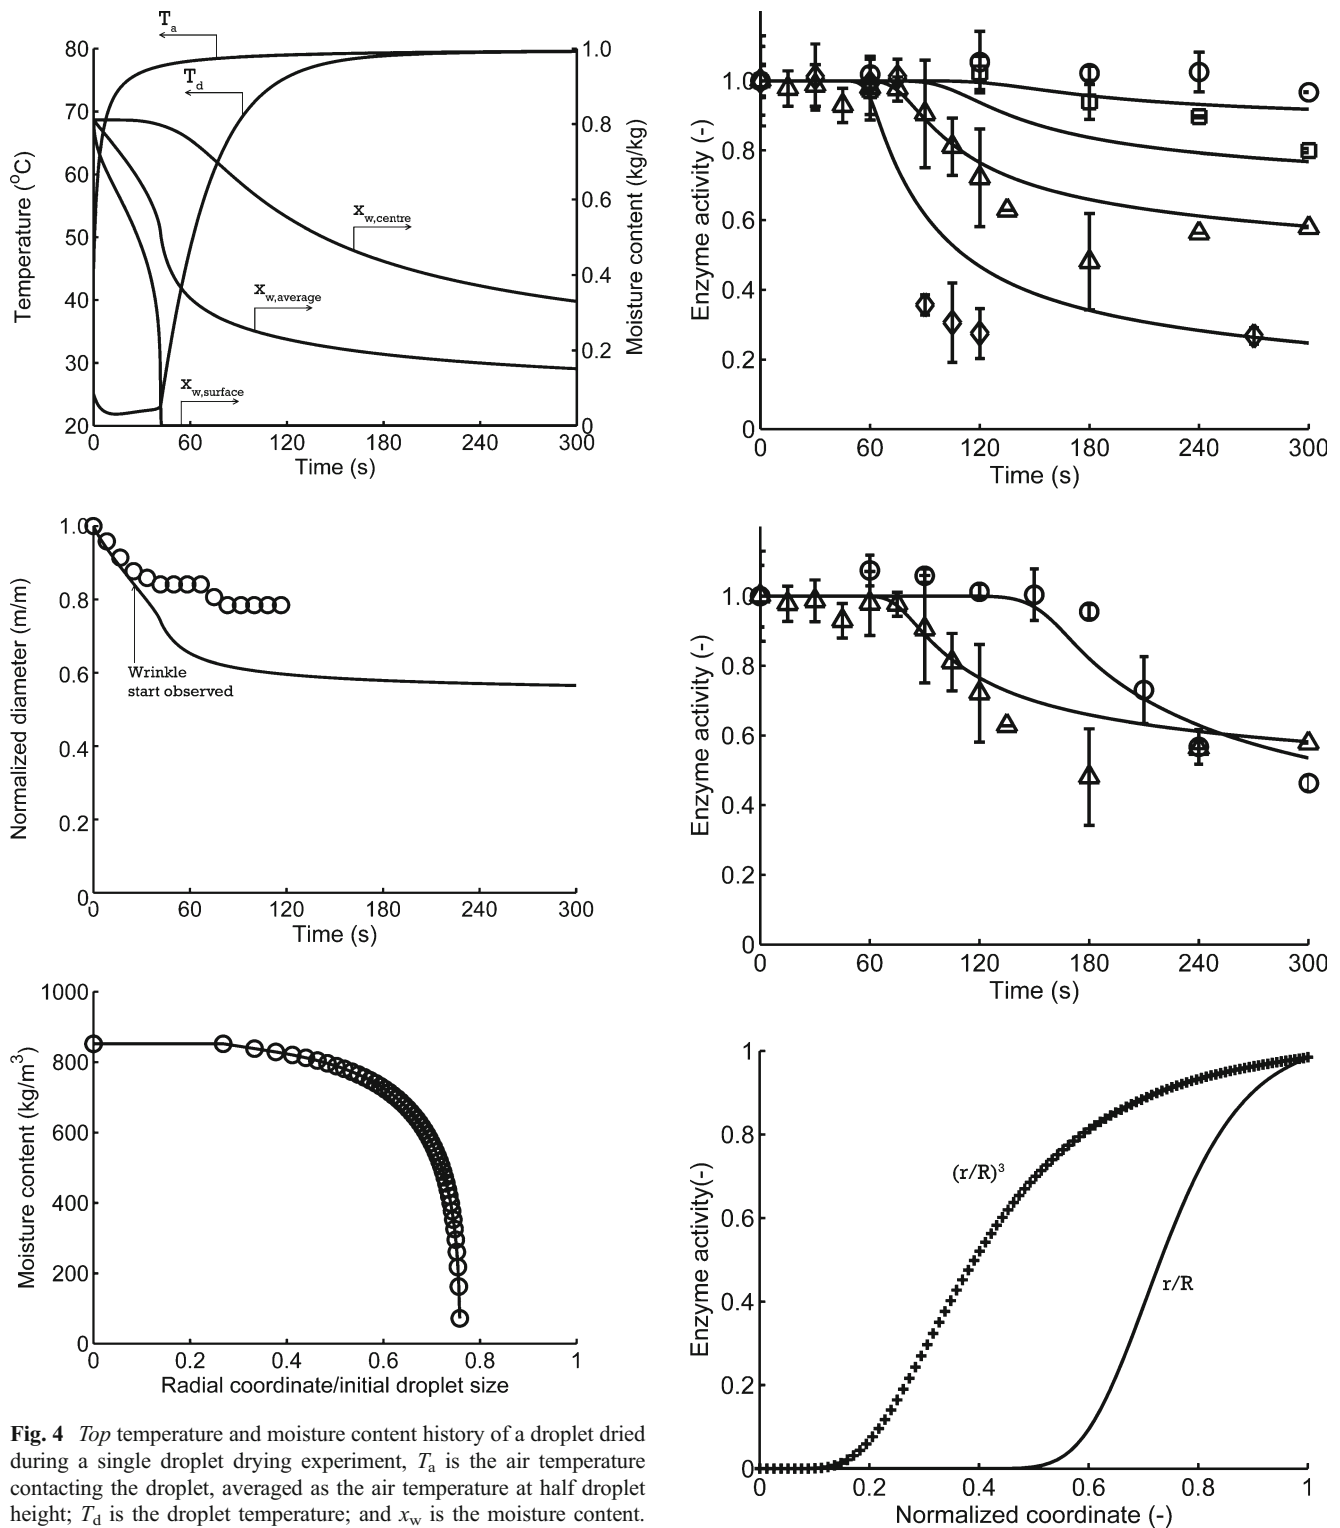 T_a
T_d
x_w,centre
x_w,average
x_w,surface
80
70
60
50
40
30
20
1.0
0.8
0.6
0.4
0.2
0
0 60 120 180 240 300
Temperature (°C)
Moisture content (kg/kg)
Time (s)
1.0
0.8
0.6
0.4
0.2
0
0 60 120 180 240 300
Normalized diameter (m/m)
Wrinkle
start observed
Time (s)
1000
800
600
400
200
0
0 0.2 0.4 0.6 0.8 1
Moisture content (kg/m³)
Radial coordinate/initial droplet size
Fig. 4 Top temperature and moisture content history of a droplet dried
during a single droplet drying experiment, T_a is the air temperature
contacting the droplet, averaged as the air temperature at half droplet
height; T_d is the droplet temperature; and x_w is the moisture content.
1.0
0.8
0.6
0.4
0.2
0
0 60 120 180 240 300
Enzyme activity (-)
Time (s)
1.0
0.8
0.6
0.4
0.2
0
0 60 120 180 240 300
Enzyme activity (-)
Time (s)
1
0.8
0.6
0.4
0.2
0
0.2 0.4 0.6 0.8 1
Enzyme activity(-)
(r/R)³
r/R
Normalized coordinate (-)